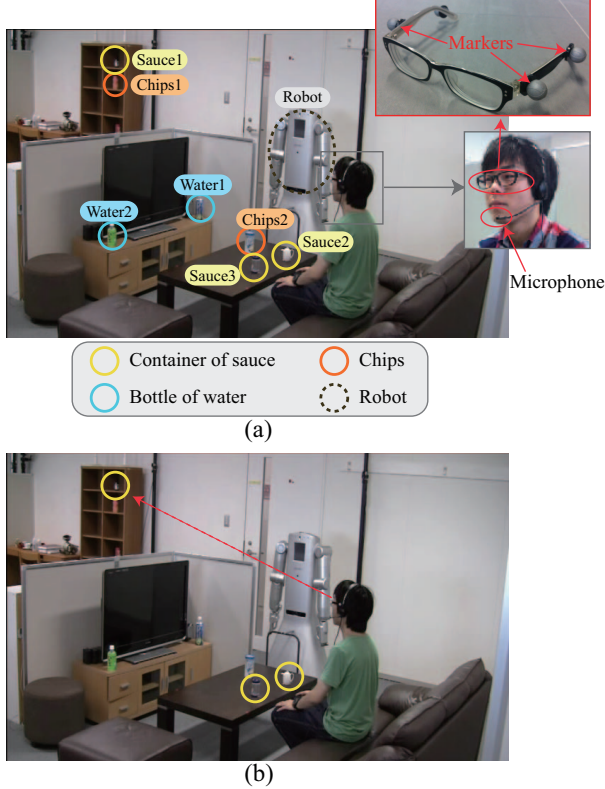 Sauce1
Chips1
Markers
Robot
Water1
Water2
Chips2
Sauce2
Sauce3
Microphone
Container of sauce
Chips
Bottle of water
Robot
(a)
(b)